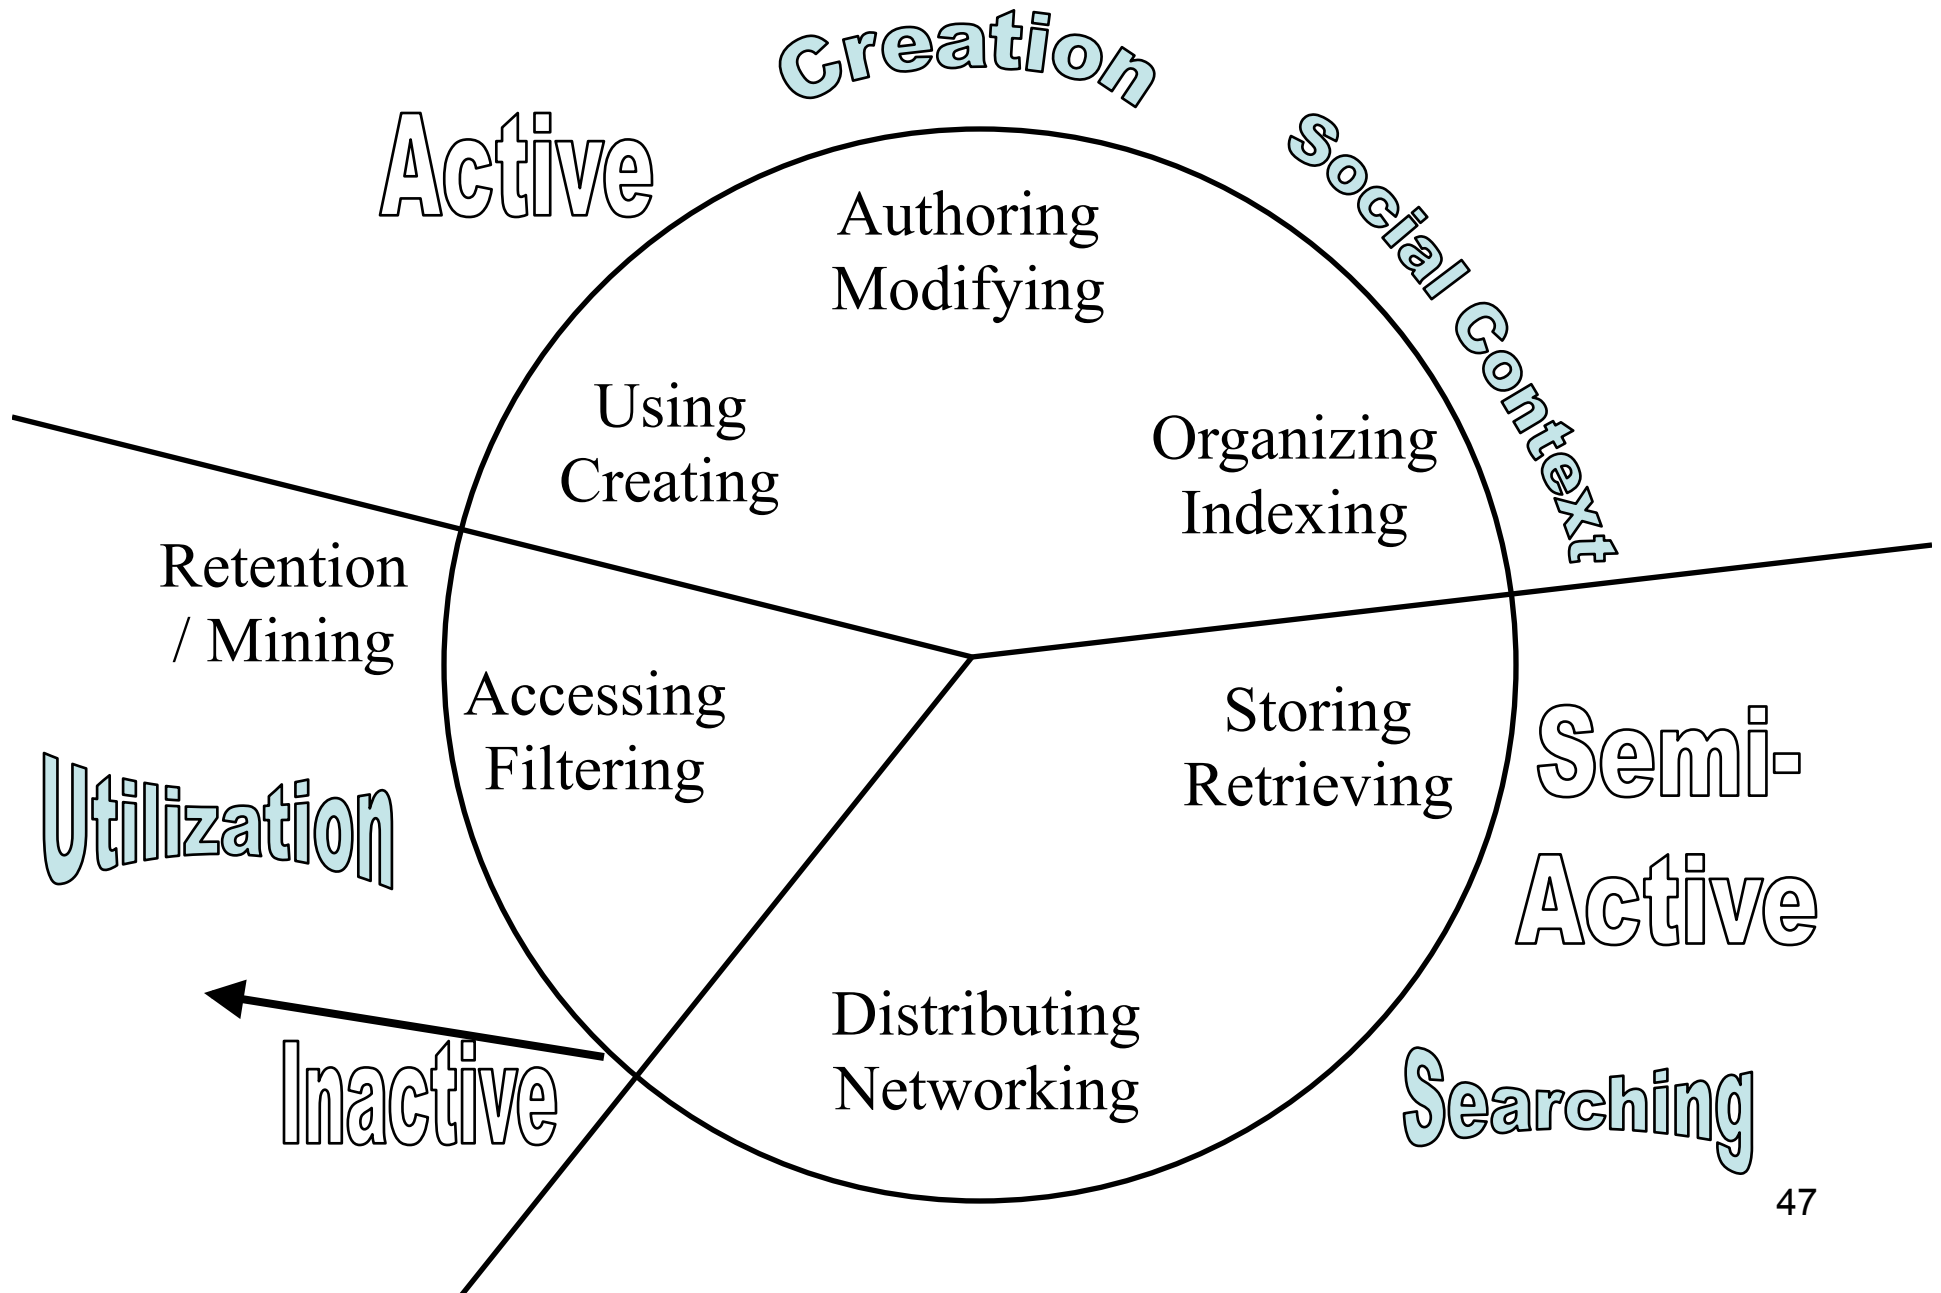 Creation
Active
Social Context
Authoring
Modifying
Using
Creating
Organizing
Indexing
Retention
/ Mining
Accessing
Filtering
Storing
Retrieving
Semi-
Active
Utilization
Distributing
Networking
Inactive
Searching
47